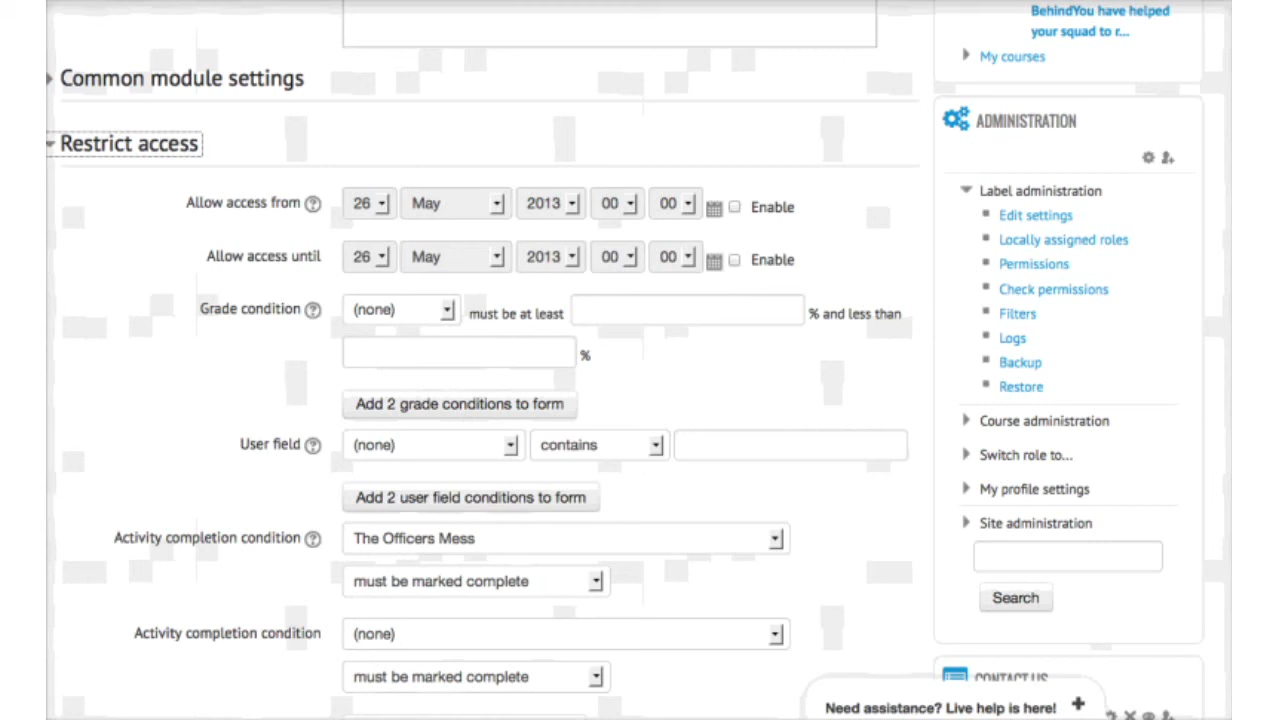 BehindYou have helped
your squad to r...
My courses
Common module settings
Restrict access
Allow access from 26 May 2013 00 00 Enable
Allow access until 26 May 2013 00 00 Enable
Grade condition (none) must be at least % and less than
%
Add 2 grade conditions to form
User field (none) contains
Add 2 user field conditions to form
Activity completion condition The Officers Mess
must be marked complete
Activity completion condition (none)
must be marked complete
ADMINISTRATION
Label administration
Edit settings
Locally assigned roles
Permissions
Check permissions
Filters
Logs
Backup
Restore
Course administration
Switch role to...
My profile settings
Site administration
Search
CONTACT US
Need assistance? Live help is here! +